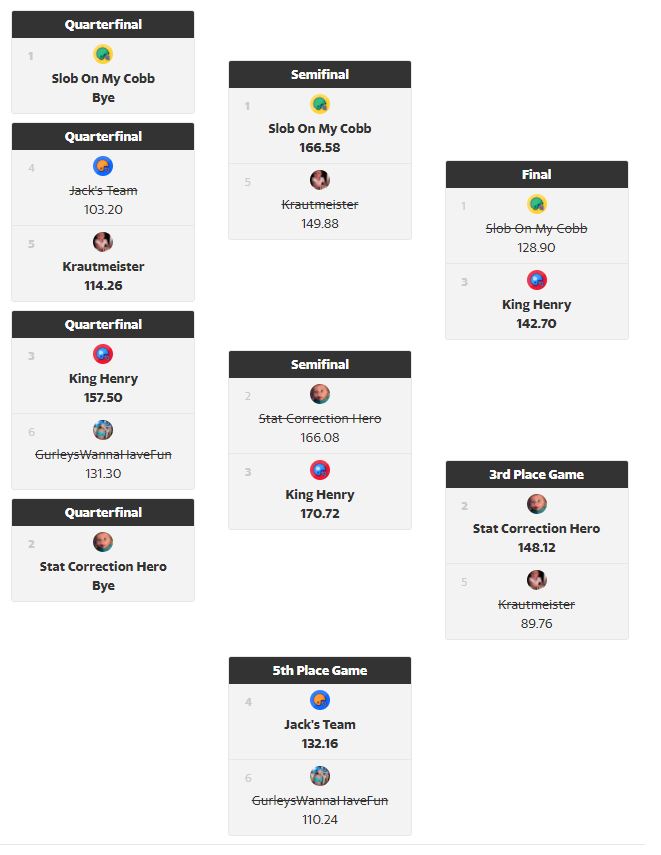 Quarterfinal
1
Slob On My Cobb
Bye
Quarterfinal
4
Jack's Team
103.20
5
Krautmeister
114.26
Quarterfinal
3
King Henry
157.50
6
GurleysWannaHaveFun
131.30
Quarterfinal
2
Stat Correction Hero
Bye
Semifinal
1
Slob On My Cobb
166.58
5
Krautmeister
149.88
Semifinal
2
Stat Correction Hero
166.08
3
King Henry
170.72
5th Place Game
4
Jack's Team
132.16
6
GurleysWannaHaveFun
110.24
Final
1
Slob On My Cobb
128.90
3
King Henry
142.70
3rd Place Game
2
Stat Correction Hero
148.12
5
Krautmeister
89.76